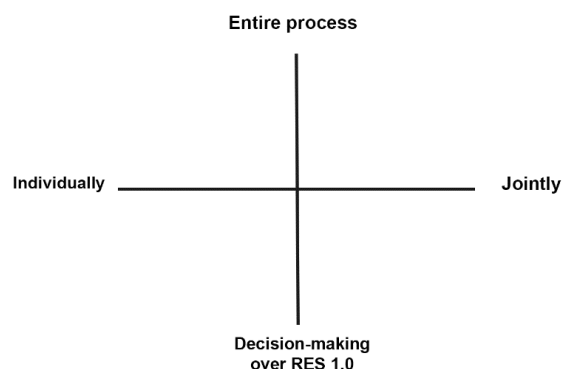 Entire process
Individually
Jointly
Decision-making
over RES 1.0